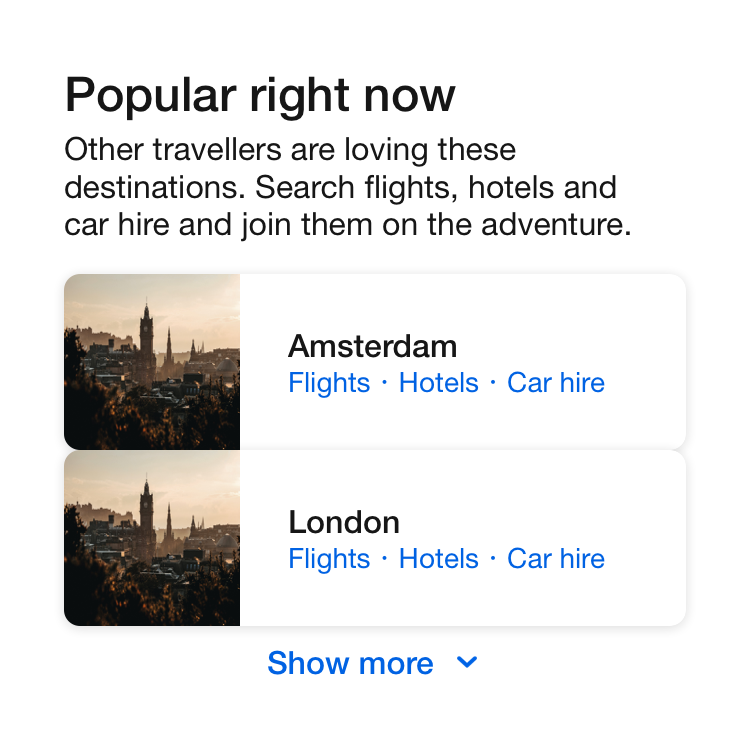 Popular right now
Other travellers are loving these
destinations. Search flights, hotels and
car hire and join them on the adventure.
Amsterdam
Flights · Hotels · Car hire
London
Flights · Hotels · Car hire
Show more